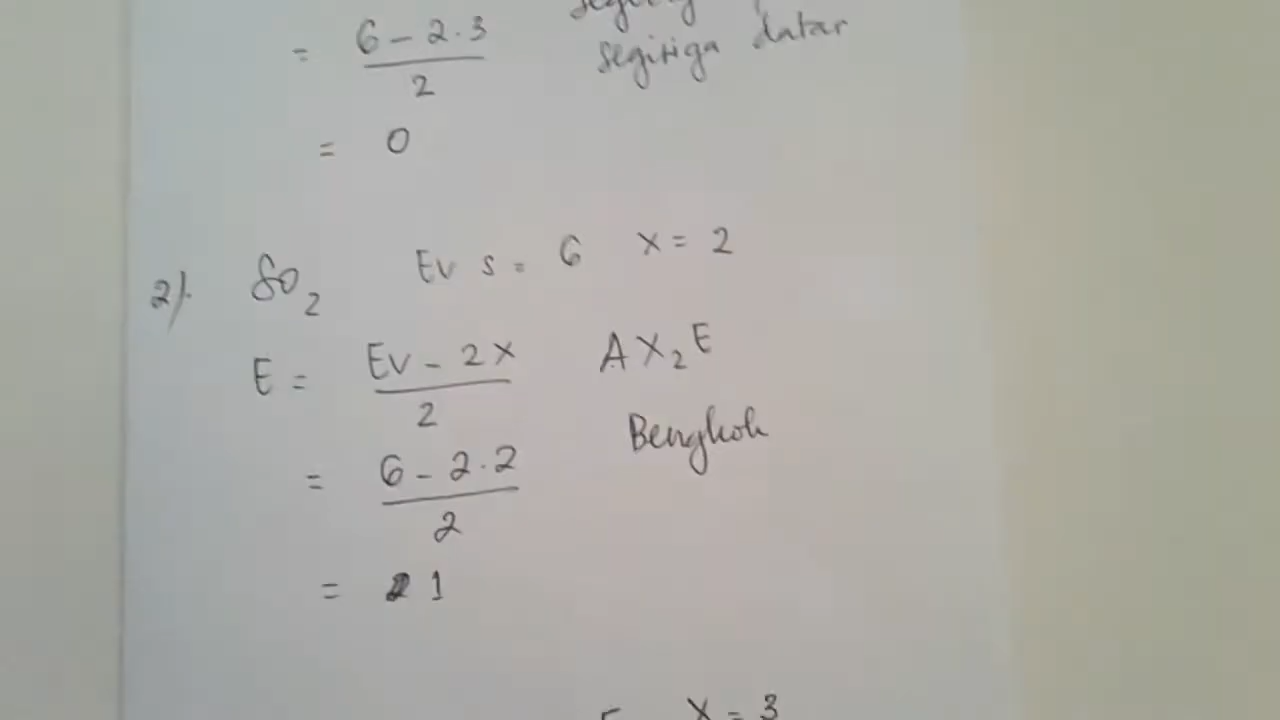 = 6 - 2.3 / 2
segitiga datar
= 0
2). SO2 Ev s = 6 x = 2
E = Ev - 2x / 2 AX2E
Bengkok
= 6 - 2.2 / 2
= 1
x = 3